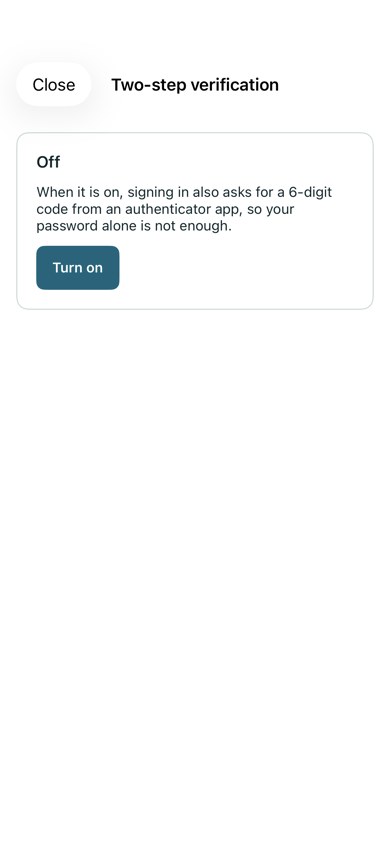 Close
Two-step verification
Off
When it is on, signing in also asks for a 6-digit
code from an authenticator app, so your
password alone is not enough.
Turn on